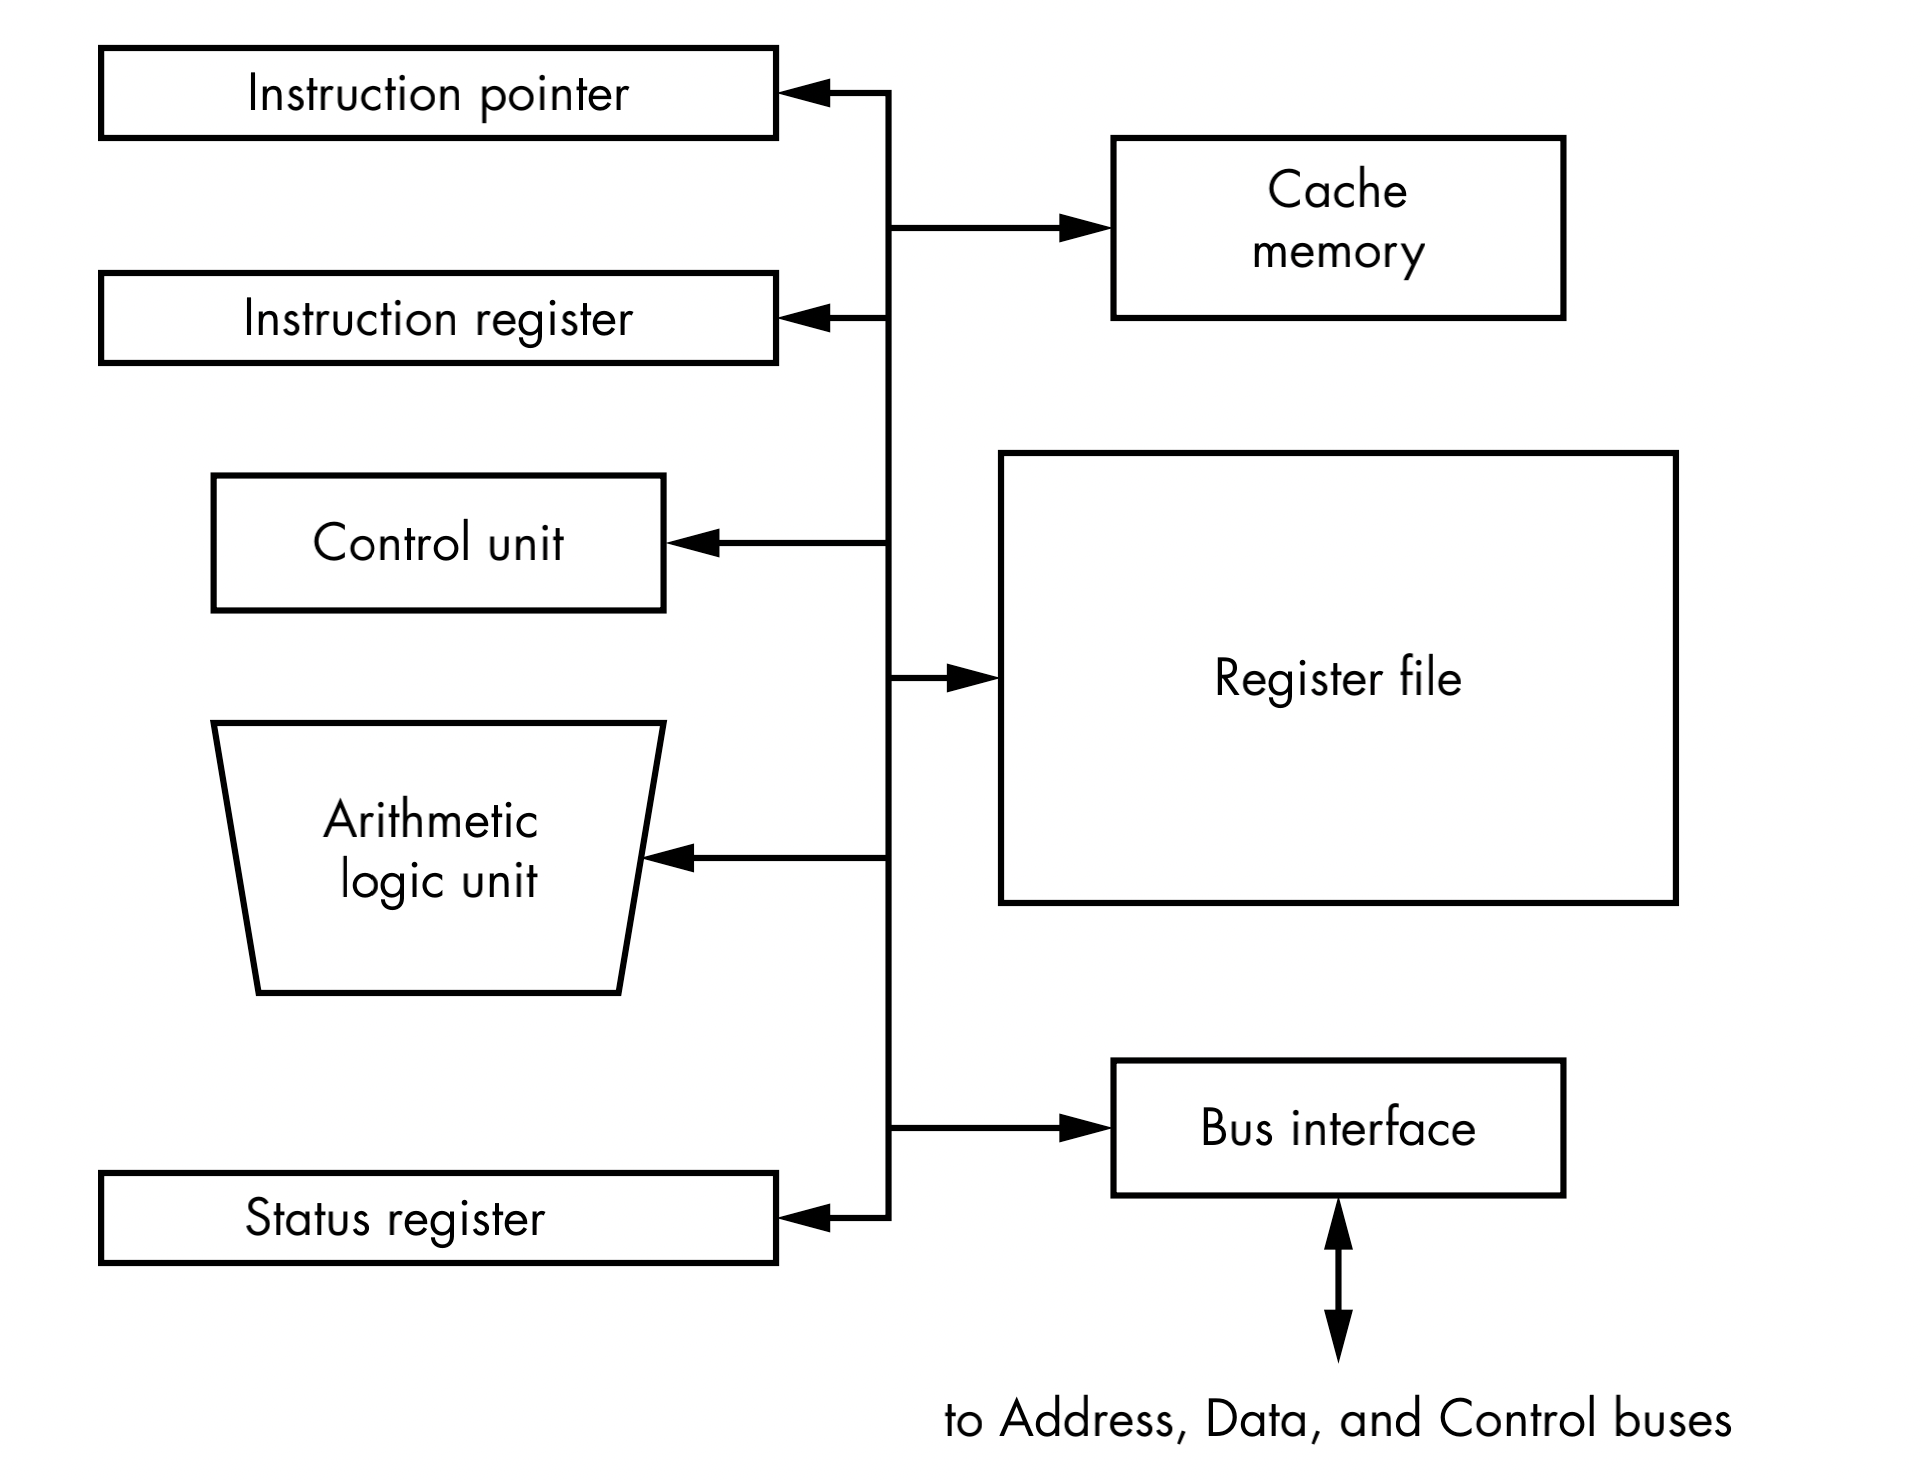 Instruction pointer
Cache
memory
Instruction register
Control unit
Register file
Arithmetic
logic unit
Bus interface
Status register
to Address, Data, and Control buses